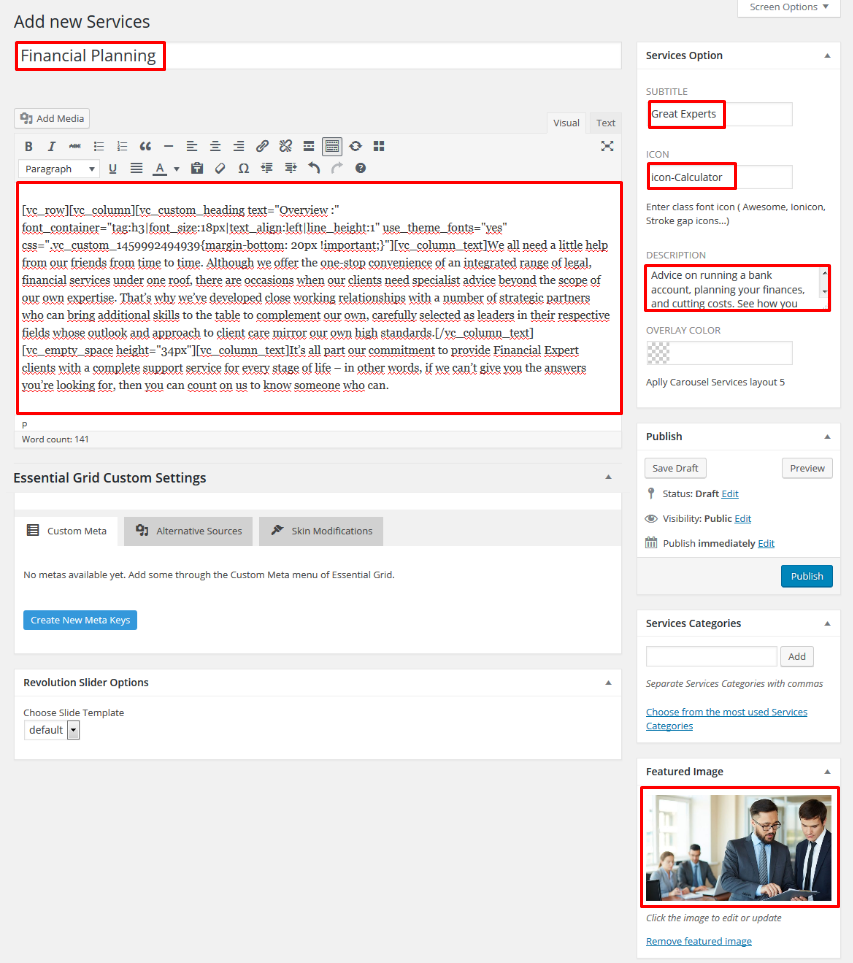 Screen Options
Add new Services
Financial Planning
Add Media
Visual
Text
B I ABC
Paragraph
U A Ω ?
[vc_row][vc_column][vc_custom_heading text="Overview :"
font_container="tag:h3|font_size:18px|text_align:left|line_height:1" use_theme_fonts="yes"
css=".vc_custom_1459992494939{margin-bottom: 20px !important;}"][vc_column_text]We all need a little help
from our friends from time to time. Although we offer the one-stop convenience of an integrated range of legal,
financial services under one roof, there are occasions when our clients need specialist advice beyond the scope of
our own expertise. That's why we've developed close working relationships with a number of strategic partners
who can bring additional skills to the table to complement our own, carefully selected as leaders in their respective
fields whose outlook and approach to client care mirror our own high standards.[/vc_column_text]
[vc_empty_space height="34px"][vc_column_text]It's all part our commitment to provide Financial Expert
clients with a complete support service for every stage of life – in other words, if we can't give you the answers
you're looking for, then you can count on us to know someone who can.
P
Word count: 141
Essential Grid Custom Settings
Custom Meta
Alternative Sources
Skin Modifications
No metas available yet. Add some through the Custom Meta menu of Essential Grid.
Create New Meta Keys
Revolution Slider Options
Choose Slide Template
default
Services Option
SUBTITLE
Great Experts
ICON
icon-Calculator
Enter class font icon ( Awesome, Ionicon,
Stroke gap icons...)
DESCRIPTION
Advice on running a bank
account, planning your finances,
and cutting costs. See how you
OVERLAY COLOR
Aplly Carousel Services layout 5
Publish
Save Draft
Preview
Status: Draft Edit
Visibility: Public Edit
Publish immediately Edit
Publish
Services Categories
Add
Separate Services Categories with commas
Choose from the most used Services
Categories
Featured Image
Click the image to edit or update
Remove featured image